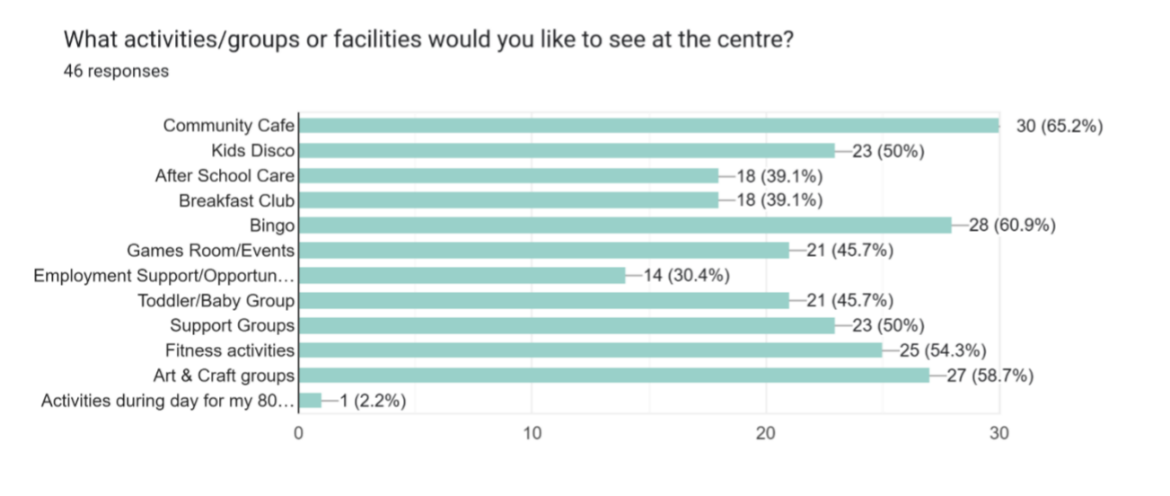 What activities/groups or facilities would you like to see at the centre?
46 responses
Community Cafe 30 (65.2%)
Kids Disco 23 (50%)
After School Care 18 (39.1%)
Breakfast Club 18 (39.1%)
Bingo 28 (60.9%)
Games Room/Events 21 (45.7%)
Employment Support/Opportun... 14 (30.4%)
Toddler/Baby Group 21 (45.7%)
Support Groups 23 (50%)
Fitness activities 25 (54.3%)
Art & Craft groups 27 (58.7%)
Activities during day for my 80... 1 (2.2%)
0 10 20 30